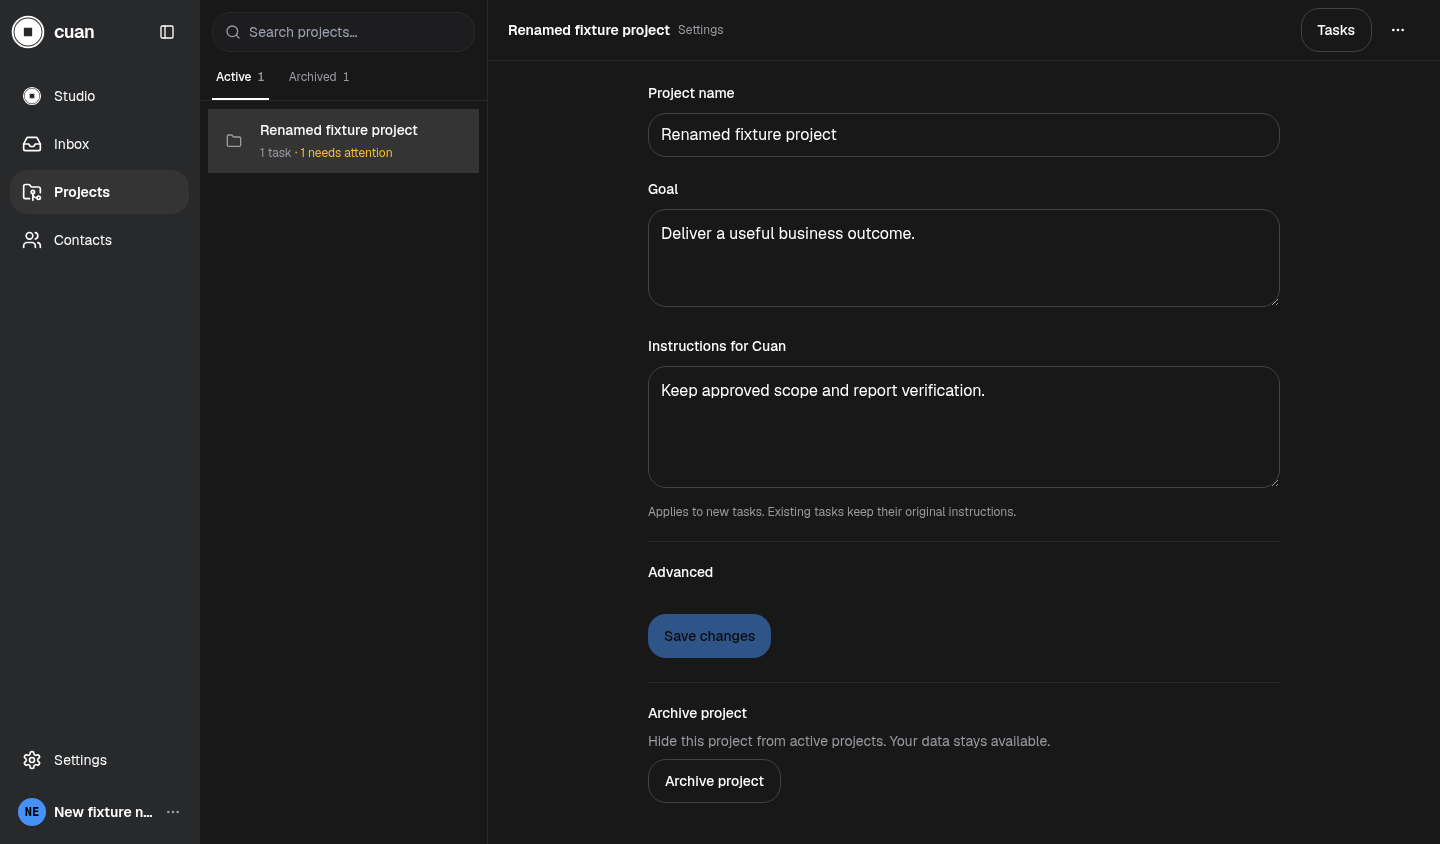 cuan
Studio
Inbox
Projects
Contacts
Settings
NE
New fixture n...
Search projects...
Active 1
Archived 1
Renamed fixture project
1 task · 1 needs attention
Renamed fixture project Settings
Tasks
Project name
Renamed fixture project
Goal
Deliver a useful business outcome.
Instructions for Cuan
Keep approved scope and report verification.
Applies to new tasks. Existing tasks keep their original instructions.
Advanced
Save changes
Archive project
Hide this project from active projects. Your data stays available.
Archive project